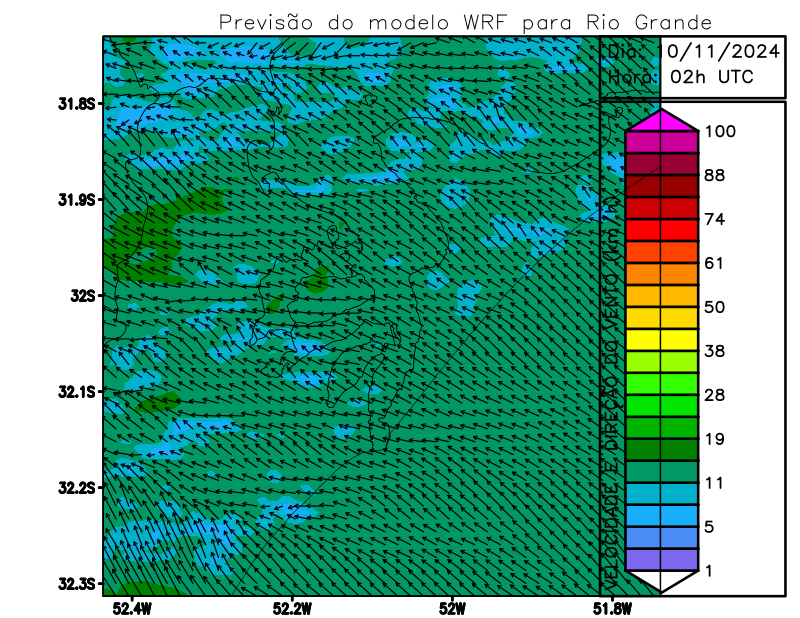 Previsão do modelo WRF para Rio Grande
Dia: 10/11/2024
Hora: 02h UTC
VELOCIDADE E DIREÇÃO DO VENTO (km/h)
100
88
74
61
50
38
28
19
11
5
1
31.8S
31.9S
32S
32.1S
32.2S
32.3S
52.4W 52.2W 52W 51.8W